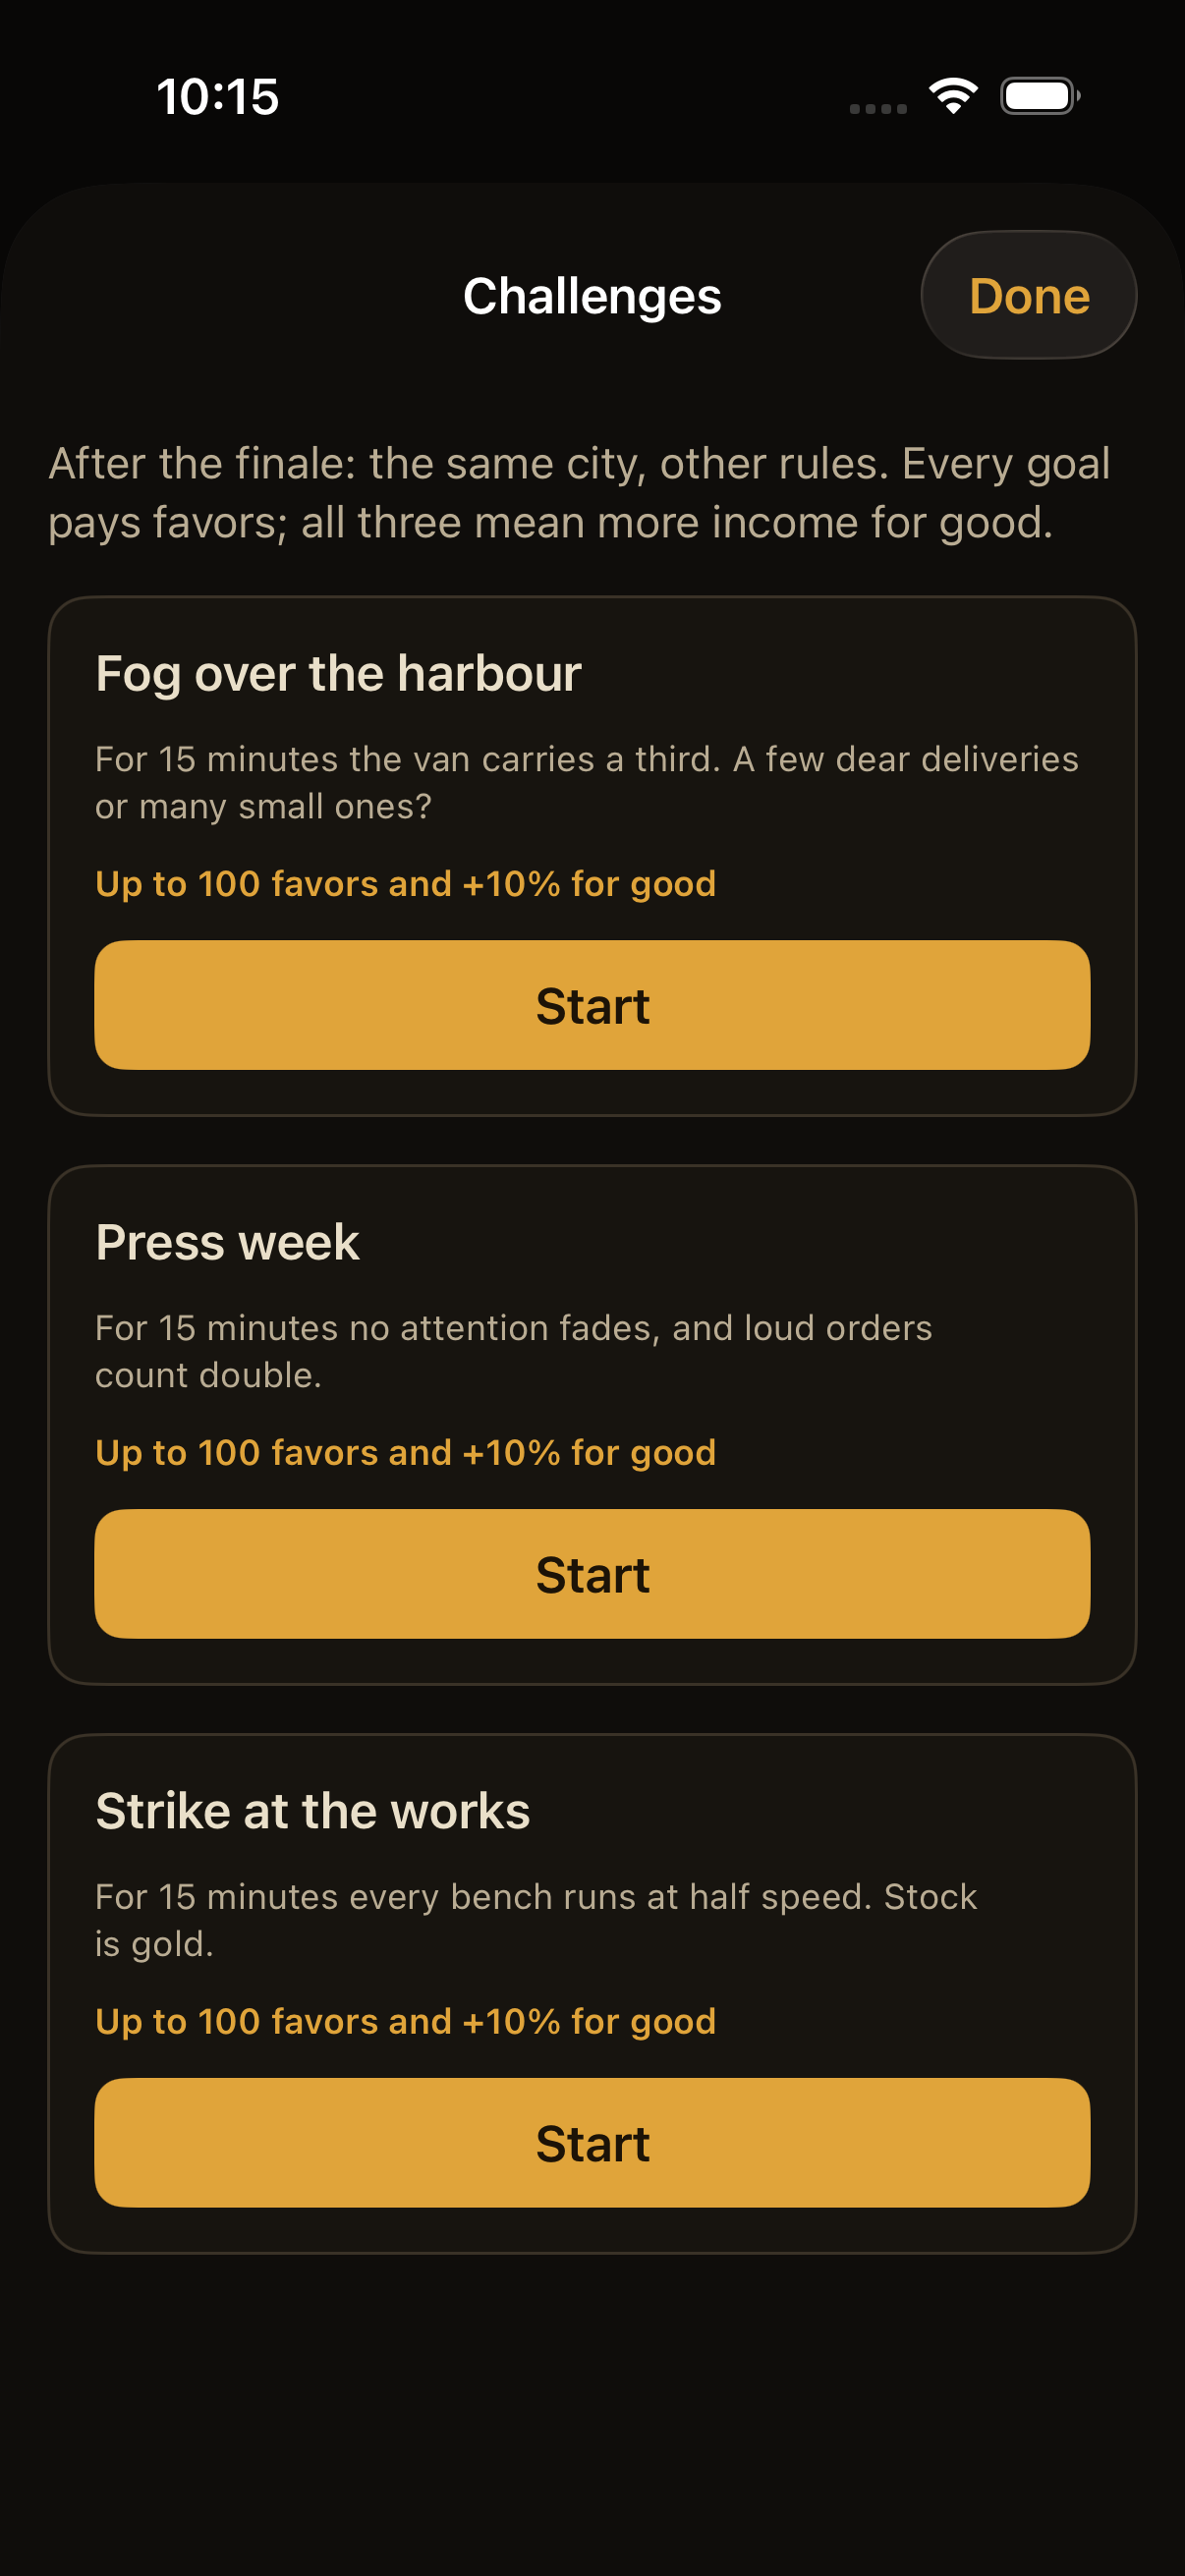 10:15
Challenges
Done
After the finale: the same city, other rules. Every goal
pays favors; all three mean more income for good.
Fog over the harbour
For 15 minutes the van carries a third. A few dear deliveries
or many small ones?
Up to 100 favors and +10% for good
Start
Press week
For 15 minutes no attention fades, and loud orders
count double.
Up to 100 favors and +10% for good
Start
Strike at the works
For 15 minutes every bench runs at half speed. Stock
is gold.
Up to 100 favors and +10% for good
Start